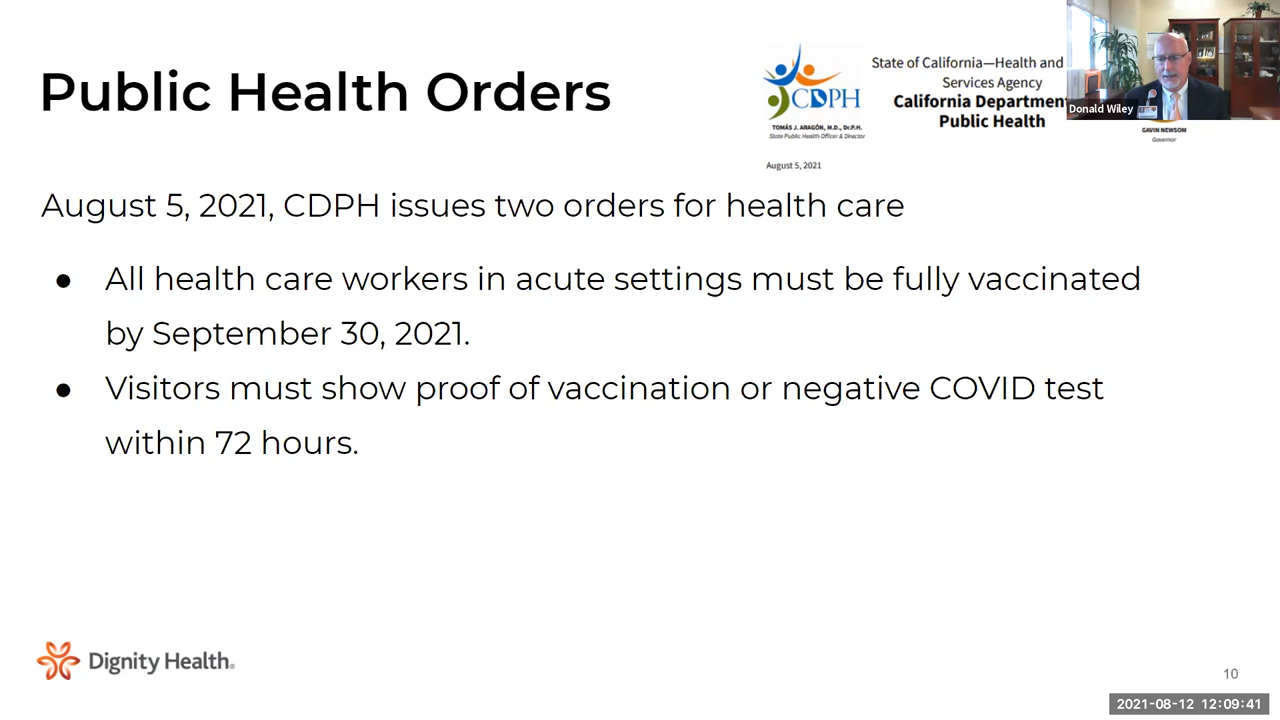 Public Health Orders
CDPH
TOMÁS J. ARAGÓN, M.D., Dr.P.H.
State Public Health Officer & Director
State of California—Health and
Services Agency
California Department
Public Health
Donald Wiley
GAVIN NEWSOM
Governor
August 5, 2021
August 5, 2021, CDPH issues two orders for health care
● All health care workers in acute settings must be fully vaccinated
by September 30, 2021.
● Visitors must show proof of vaccination or negative COVID test
within 72 hours.
Dignity Health®
10
2021-08-12 12:09:41